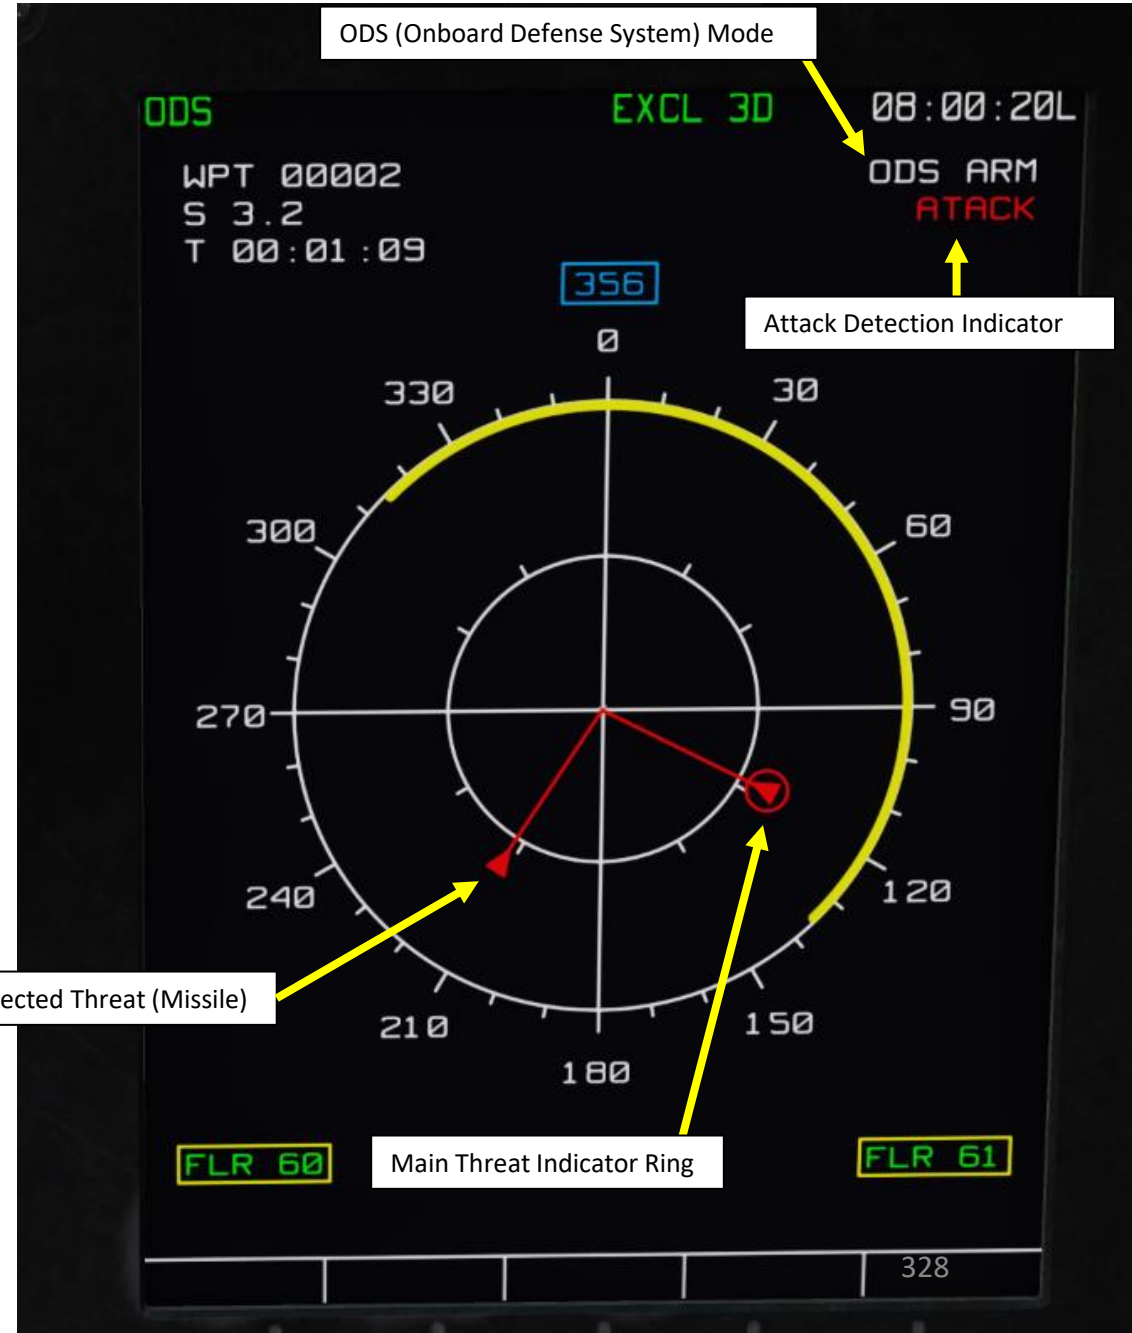 ODS (Onboard Defense System) Mode
ODS
EXCL 3D
08:00:20L
WPT 00002
S 3.2
T 00:01:09
ODS ARM
ATACK
356
Attack Detection Indicator
0
330
30
300
60
270
90
240
120
ected Threat (Missile)
210
150
180
FLR 60
Main Threat Indicator Ring
FLR 61
328